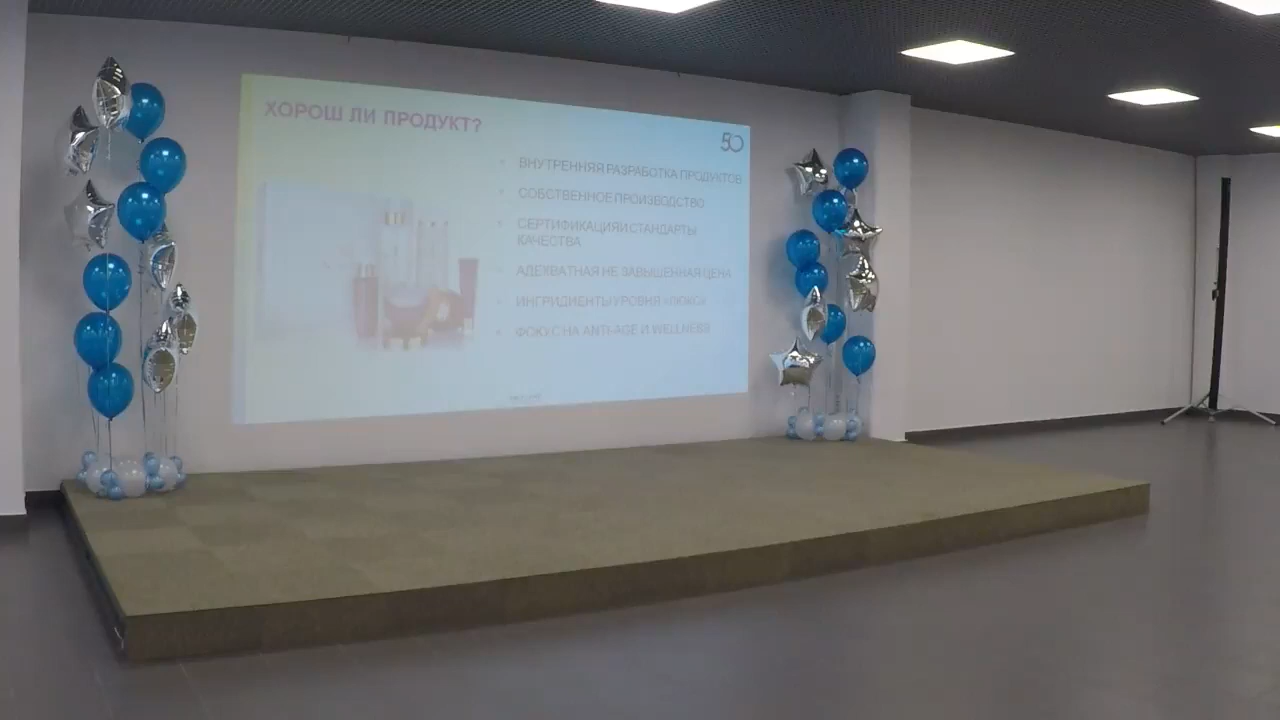 ХОРОШ ЛИ ПРОДУКТ?
50
ВНУТРЕННЯЯ РАЗРАБОТКА ПРОДУКТОВ
СОБСТВЕННОЕ ПРОИЗВОДСТВО
СЕРТИФИКАЦИЯ И СТАНДАРТЫ
КАЧЕСТВА
АДЕКВАТНАЯ НЕ ЗАВЫШЕННАЯ ЦЕНА
ИНГРИДИЕНТЫ УРОВНЯ «ЛЮКС»
ФОКУС НА ANTI-AGE И WELLNESS